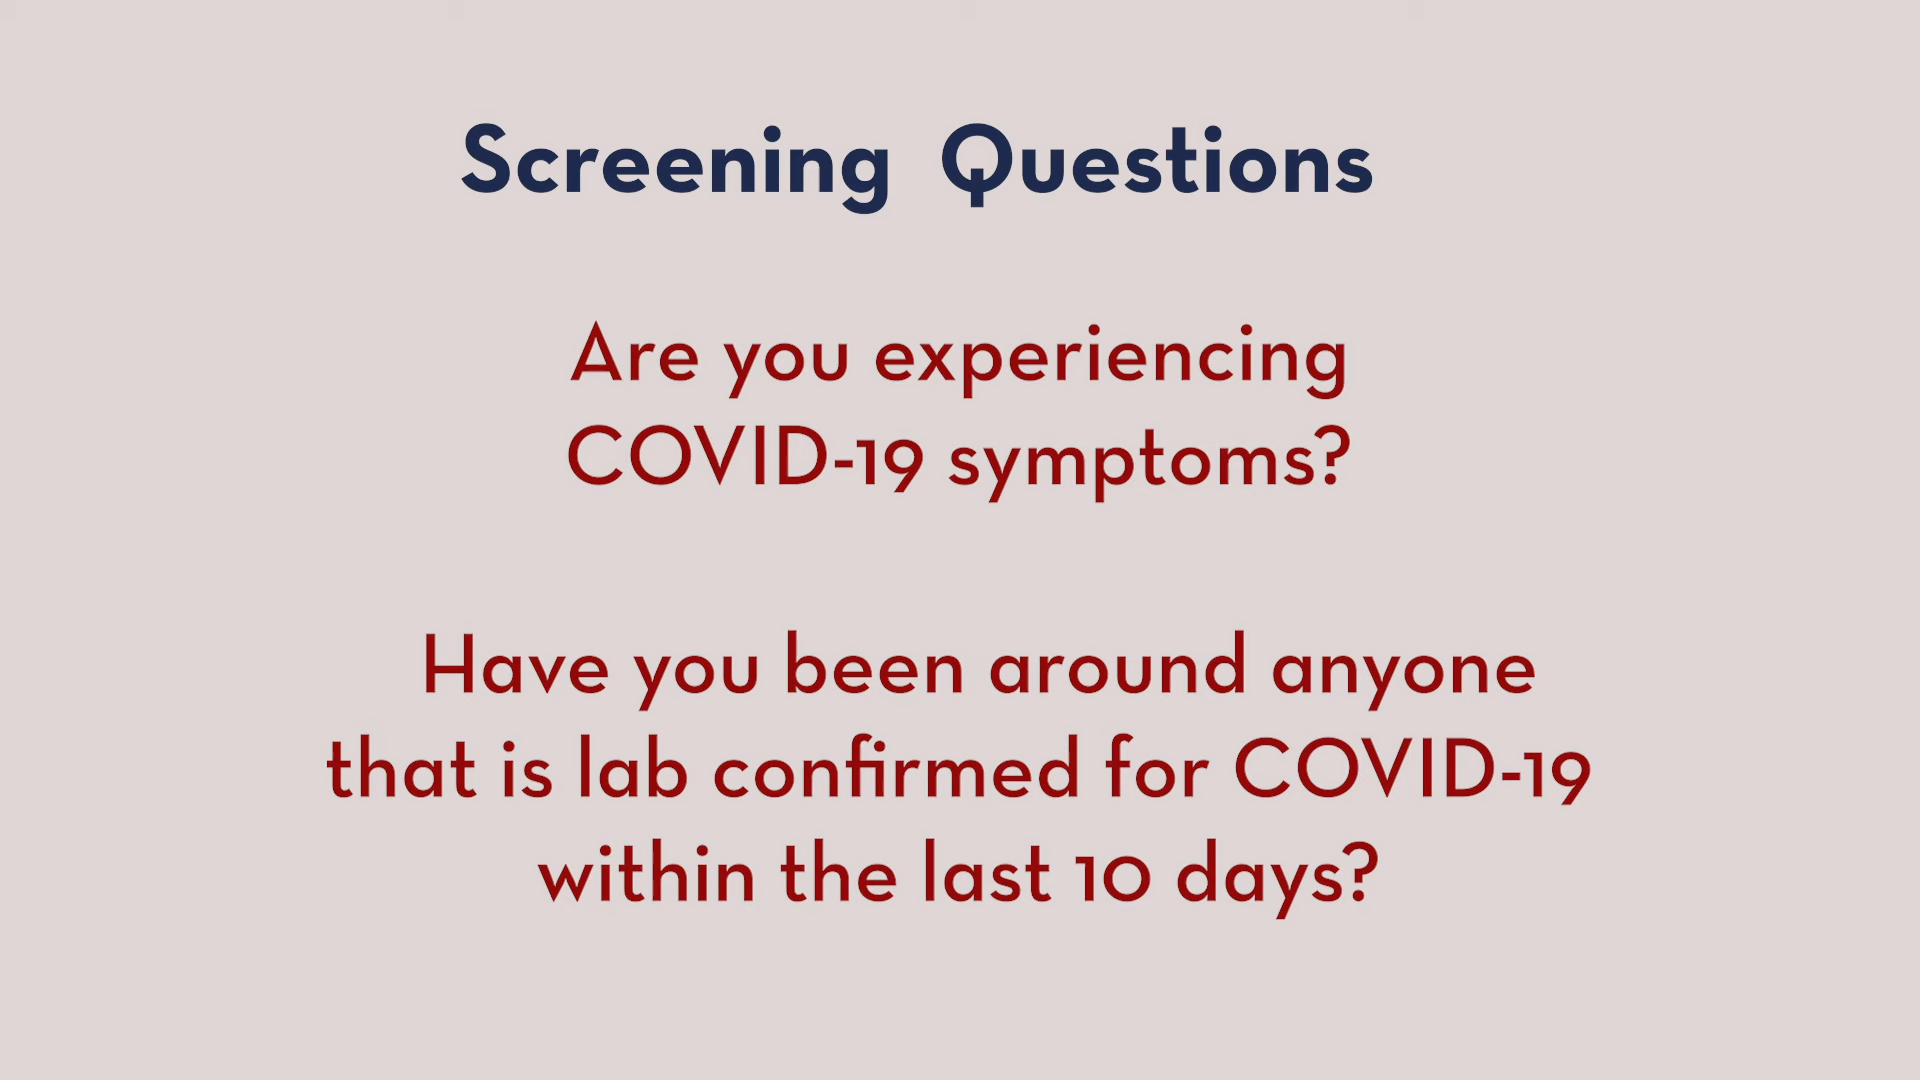 Screening Questions
Are you experiencing
COVID-19 symptoms?
Have you been around anyone
that is lab confirmed for COVID-19
within the last 10 days?